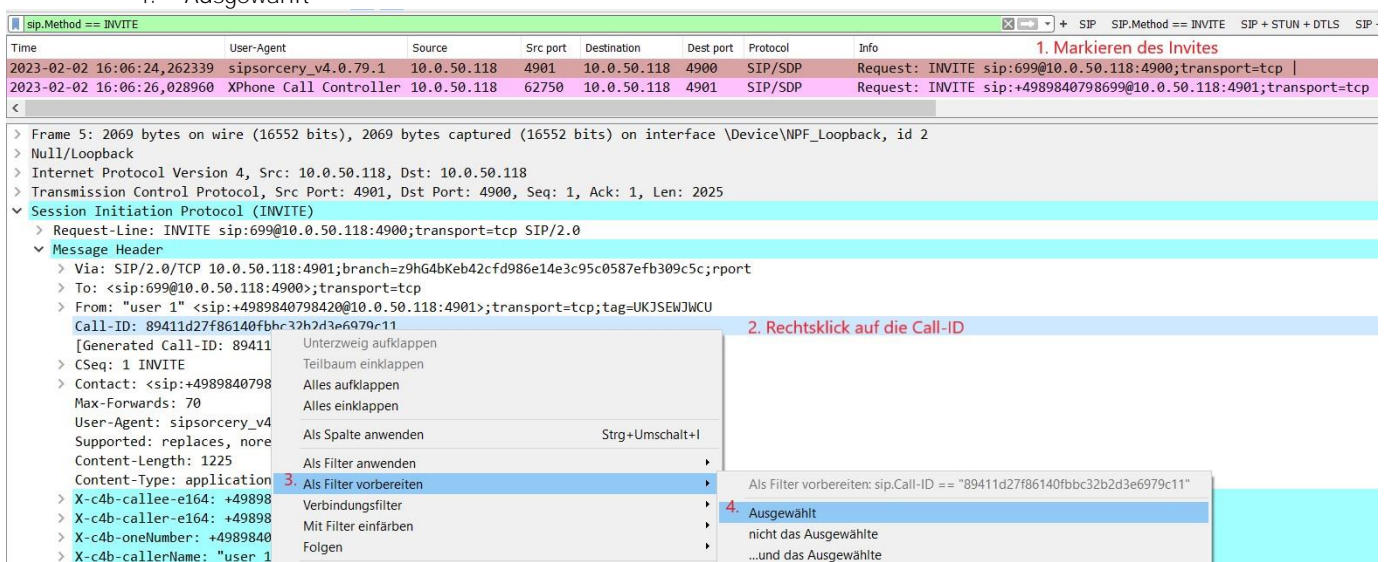 Ausgewählt
sip.Method == INVITE + SIP SIP.Method == INVITE SIP + STUN + DTLS SIP
Time User-Agent Source Src port Destination Dest port Protocol Info 1. Markieren des Invites
2023-02-02 16:06:24,262339 sipsorcery_v4.0.79.1 10.0.50.118 4901 10.0.50.118 4900 SIP/SDP Request: INVITE sip:699@10.0.50.118:4900;transport=tcp |
2023-02-02 16:06:26,028960 XPhone Call Controller 10.0.50.118 62750 10.0.50.118 4901 SIP/SDP Request: INVITE sip:+4989840798699@10.0.50.118:4901;transport=tcp
<
> Frame 5: 2069 bytes on wire (16552 bits), 2069 bytes captured (16552 bits) on interface \Device\NPF_Loopback, id 2
> Null/Loopback
> Internet Protocol Version 4, Src: 10.0.50.118, Dst: 10.0.50.118
> Transmission Control Protocol, Src Port: 4901, Dst Port: 4900, Seq: 1, Ack: 1, Len: 2025
Session Initiation Protocol (INVITE)
> Request-Line: INVITE sip:699@10.0.50.118:4900;transport=tcp SIP/2.0
Message Header
> Via: SIP/2.0/TCP 10.0.50.118:4901;branch=z9hG4bKeb42cfd986e14e3c95c0587efb309c5c;rport
> To: <sip:699@10.0.50.118:4900>;transport=tcp
> From: "user 1" <sip:+4989840798420@10.0.50.118:4901>;transport=tcp;tag=UKJSEWJWCU
Call-ID: 89411d27f86140fbbc32b2d3e6979c11 2. Rechtsklick auf die Call-ID
[Generated Call-ID: 89411 Unterzweig aufklappen
> CSeq: 1 INVITE Teilbaum einklappen
> Contact: <sip:+4989840798 Alles aufklappen
Max-Forwards: 70 Alles einklappen
User-Agent: sipsorcery_v4
Supported: replaces, nore Als Spalte anwenden Strg+Umschalt+I
Content-Length: 1225 Als Filter anwenden
Content-Type: application 3. Als Filter vorbereiten Als Filter vorbereiten: sip.Call-ID == "89411d27f86140fbbc32b2d3e6979c11"
> X-c4b-callee-e164: +49898 Verbindungsfilter 4. Ausgewählt
> X-c4b-caller-e164: +49898 Mit Filter einfärben nicht das Ausgewählte
> X-c4b-oneNumber: +4989840 Folgen ...und das Ausgewählte
> X-c4b-callerName: "user 1